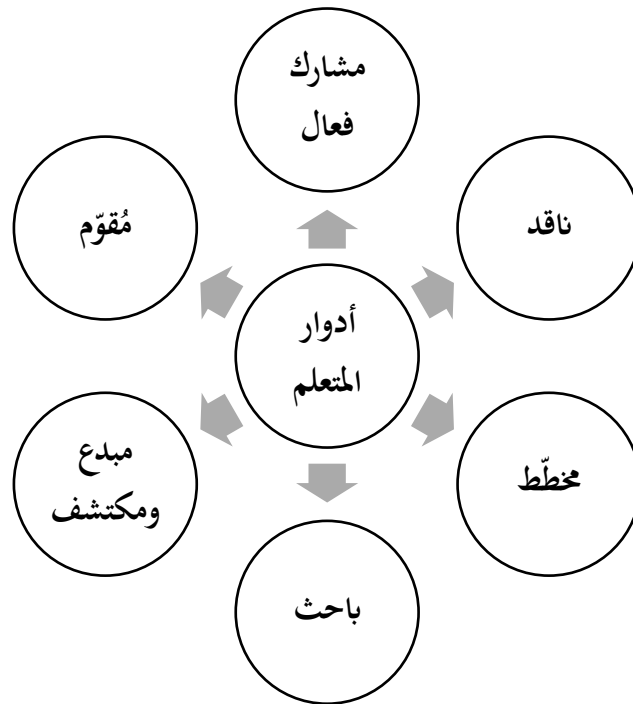 مشارك
فعال
ناقد
مُقوّم
أدوار
المتعلم
مخطّط
مبدع
ومكتشف
باحث